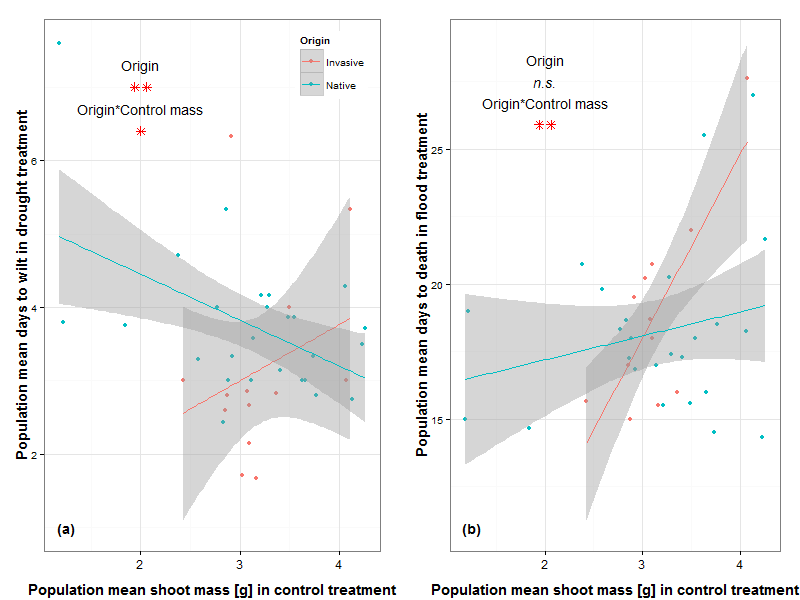 Origin
Invasive
Native
Origin
**
Origin*Control mass
*
Population mean days to wilt in drought treatment
6
4
2
(a)
2 3 4
Population mean shoot mass [g] in control treatment
Origin
n.s.
Origin*Control mass
**
Population mean days to death in flood treatment
25
20
15
(b)
2 3 4
Population mean shoot mass [g] in control treatment